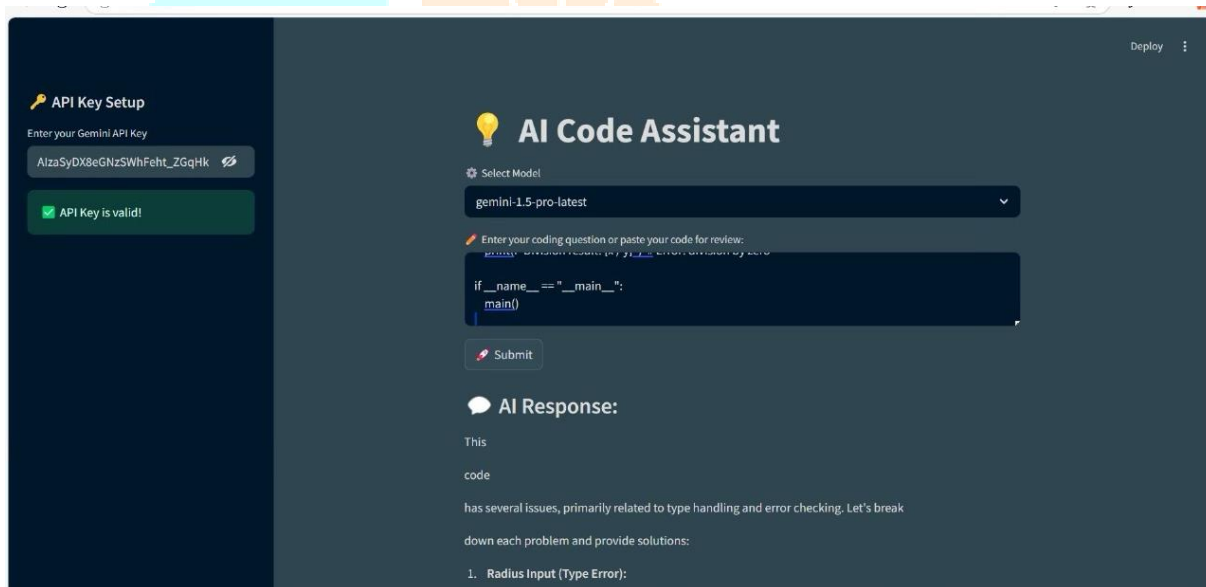 Deploy
API Key Setup
Enter your Gemini API Key
AIzaSyDX8eGNzSWhFeht_ZGqHk
API Key is valid!
AI Code Assistant
Select Model
gemini-1.5-pro-latest
Enter your coding question or paste your code for review:
if __name__ == "__main__":
main()
Submit
AI Response:
This
code
has several issues, primarily related to type handling and error checking. Let's break
down each problem and provide solutions:
1. Radius Input (Type Error):